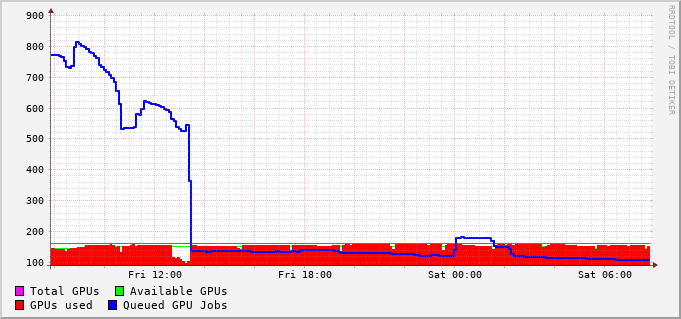 900
800
700
600
500
400
300
200
100
Fri 12:00 Fri 18:00 Sat 00:00 Sat 06:00
Total GPUs Available GPUs
GPUs used Queued GPU Jobs
RRDTOOL / TOBI OETIKER